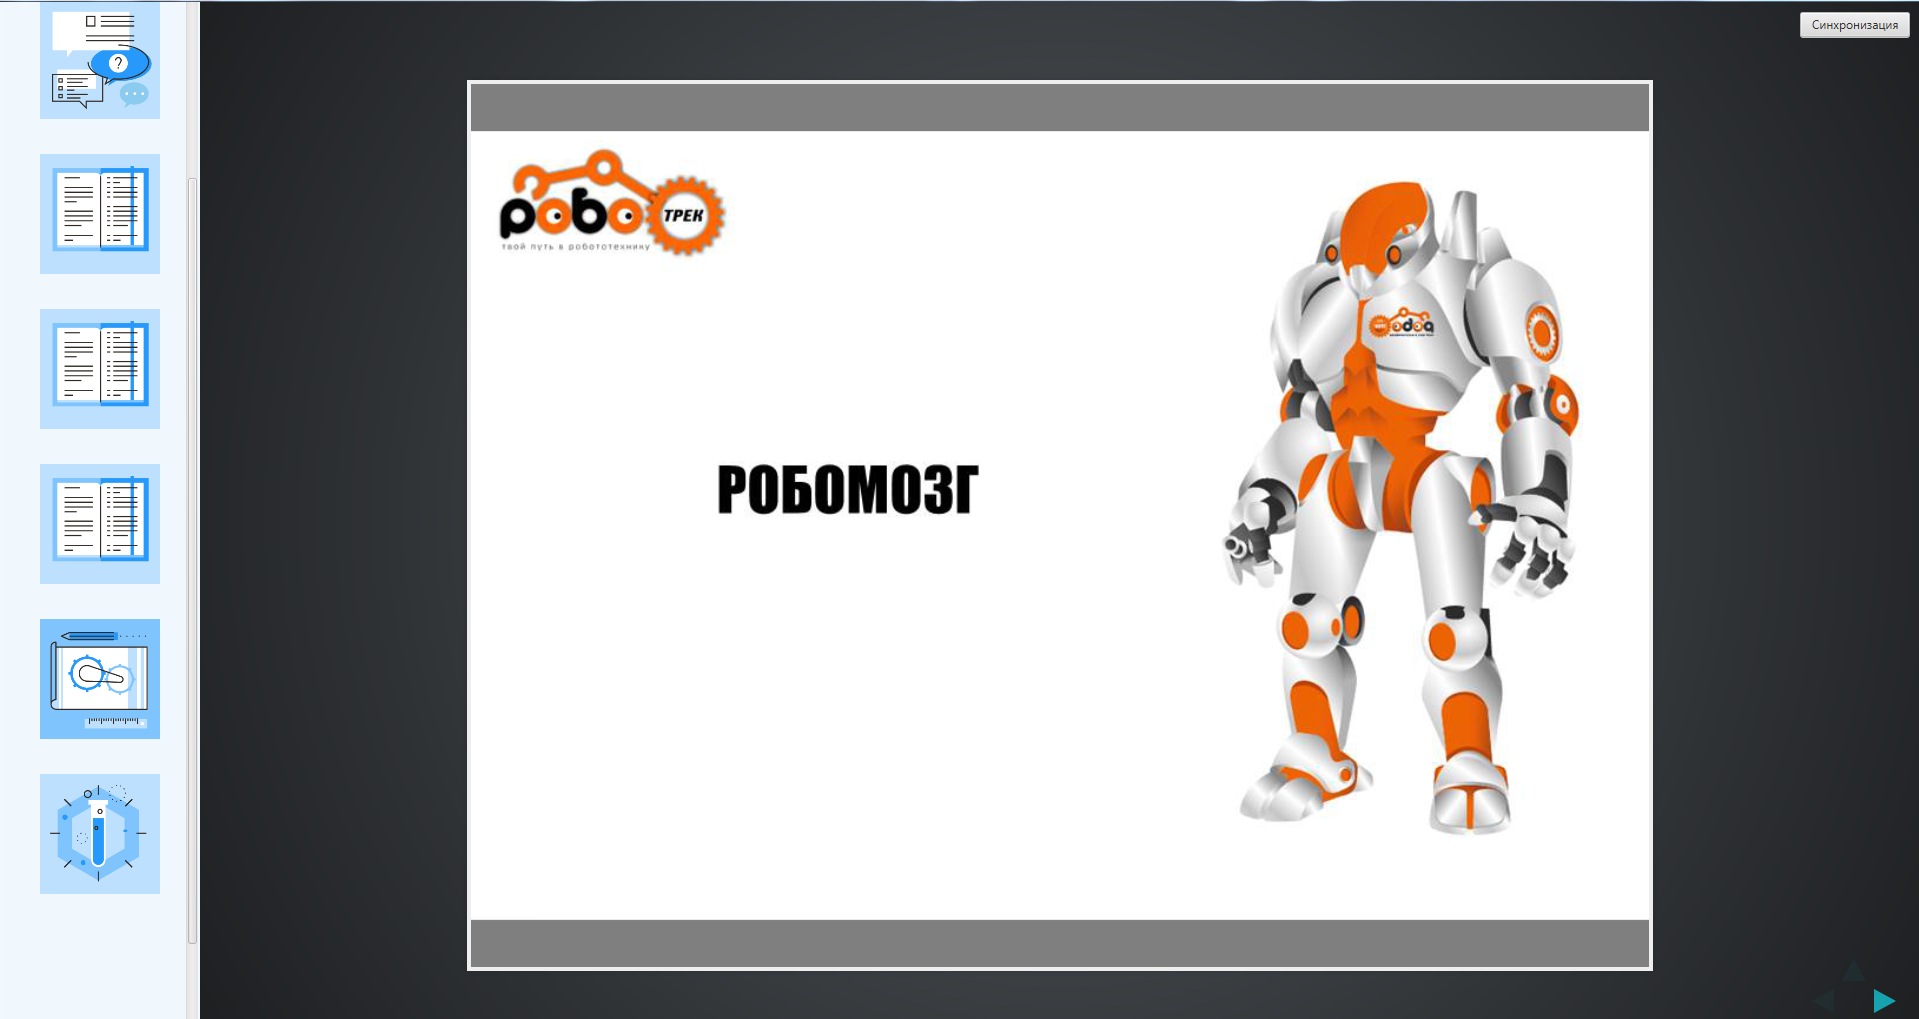 Синхронизация
?
робо
ТРЕК
твой путь в робототехнику
РОБОМОЗГ